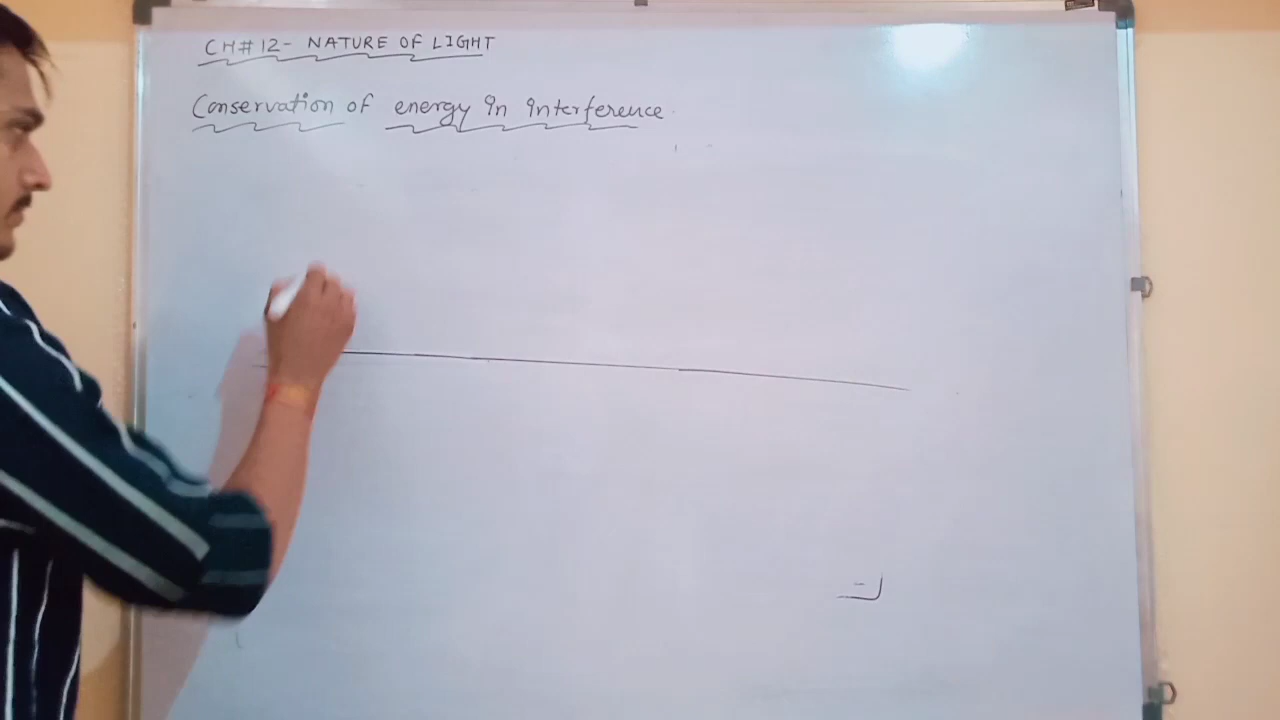 CH# 12- NATURE OF LIGHT
Conservation of energy in interference